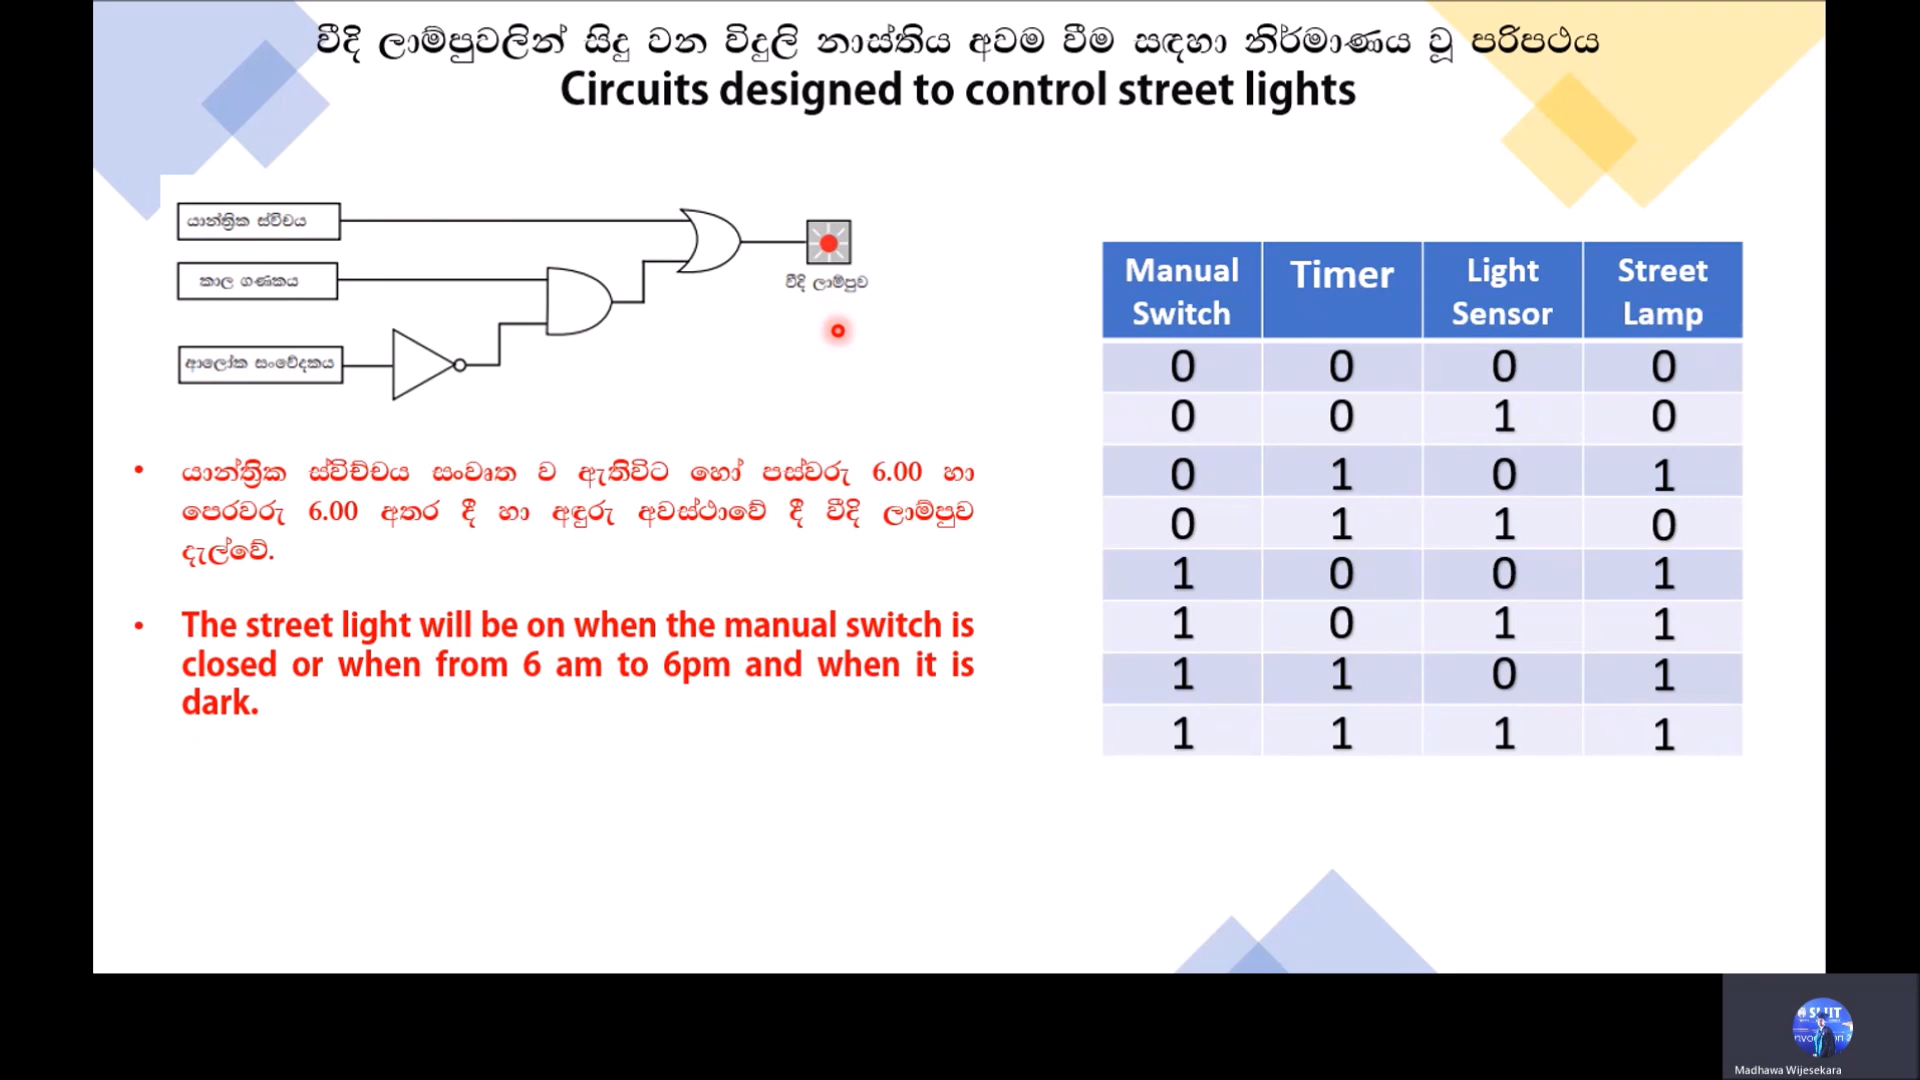 වීදි ලාම්පුවලින් සිදු වන විදුලි නාස්තිය අවම වීම සඳහා නිර්මාණය වූ පරිපථය
Circuits designed to control street lights
යාන්ත්‍රික ස්විචය
කාල ගණකය
ආලෝක සංවේදකය
වීදි ලාම්පුව
• යාන්ත්‍රික ස්විච්චය සංවෘත ව ඇතිවිට හෝ පස්වරු 6.00 හා
පෙරවරු 6.00 අතර දී හා අඳුරු අවස්ථාවේ දී වීදි ලාම්පුව
දැල්වේ.
• The street light will be on when the manual switch is
closed or when from 6 am to 6pm and when it is
dark.
Manual Switch Timer Light Sensor Street Lamp
0 0 0 0
0 0 1 0
0 1 0 1
0 1 1 0
1 0 0 1
1 0 1 1
1 1 0 1
1 1 1 1
Madhawa Wijesekara